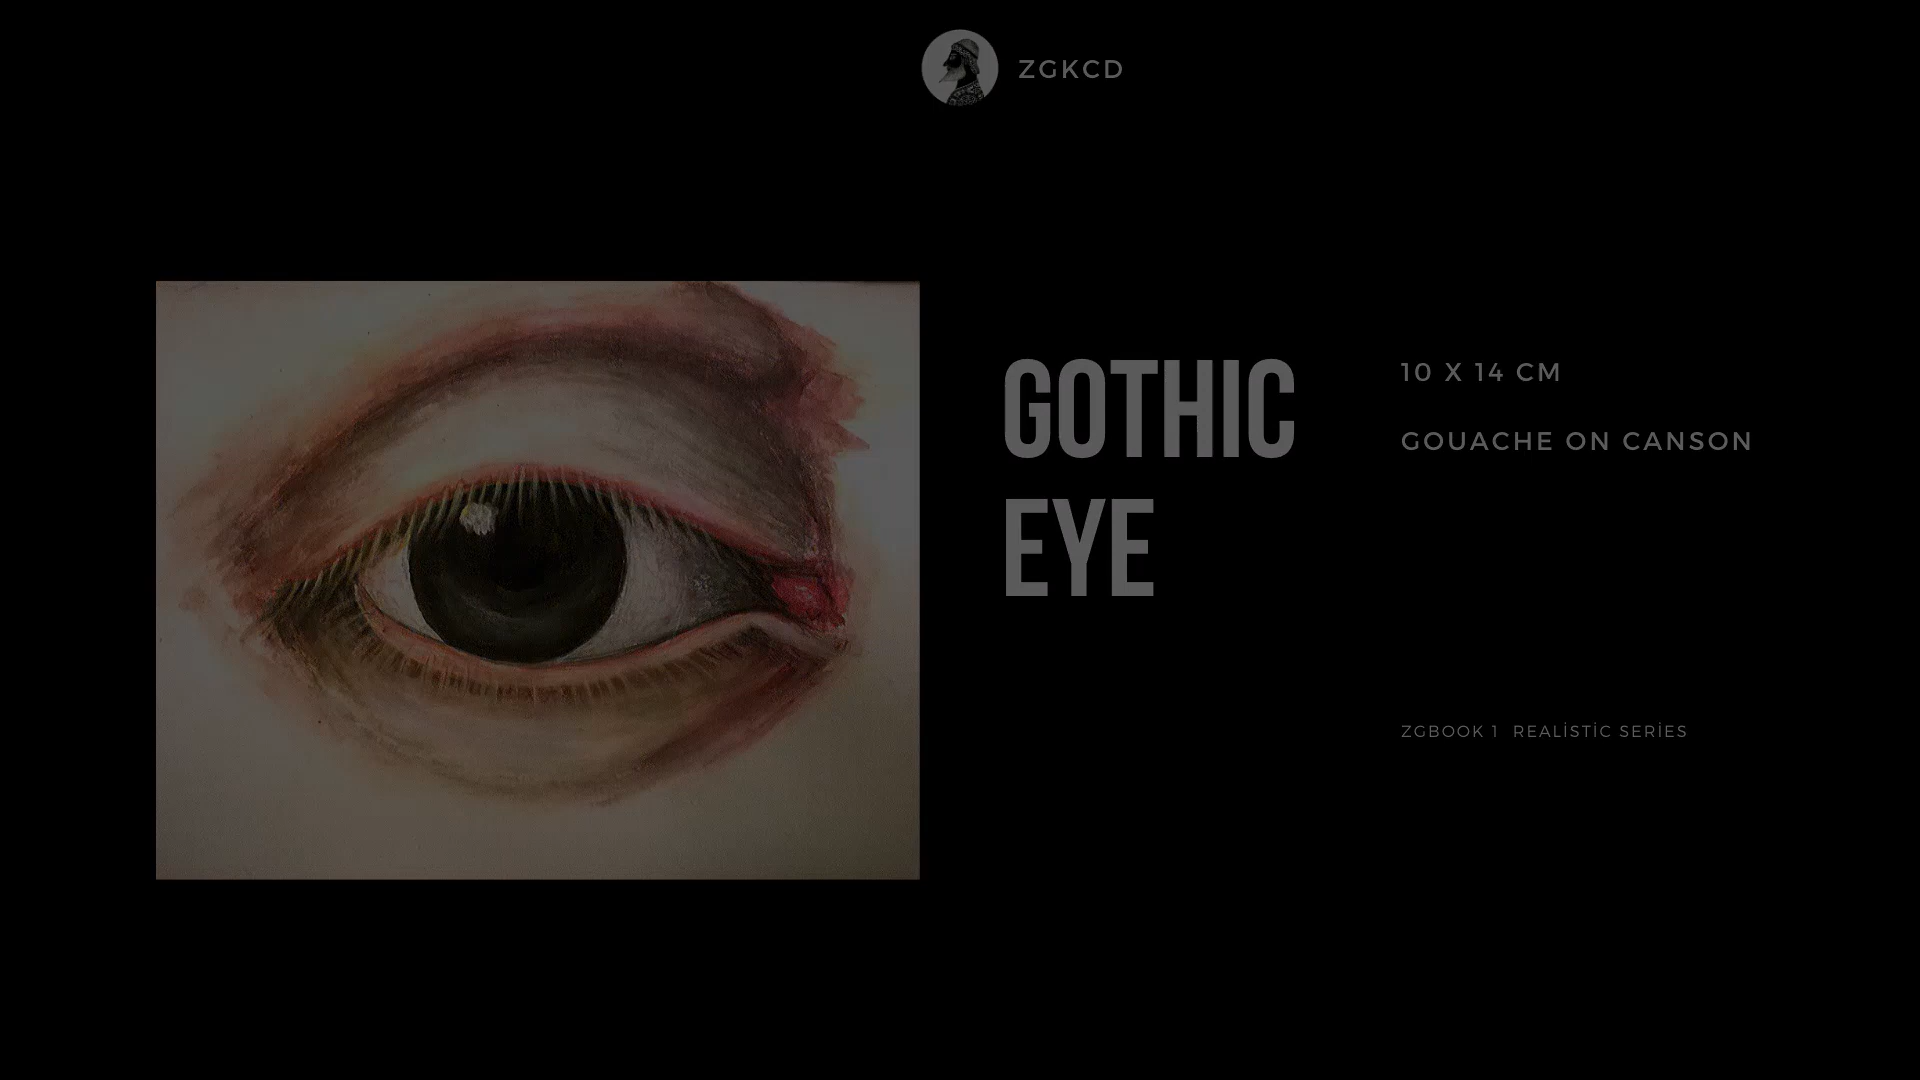 ZGKCD
GOTHIC
EYE
10 X 14 CM
GOUACHE ON CANSON
ZGBOOK 1 REALİSTİC SERİES